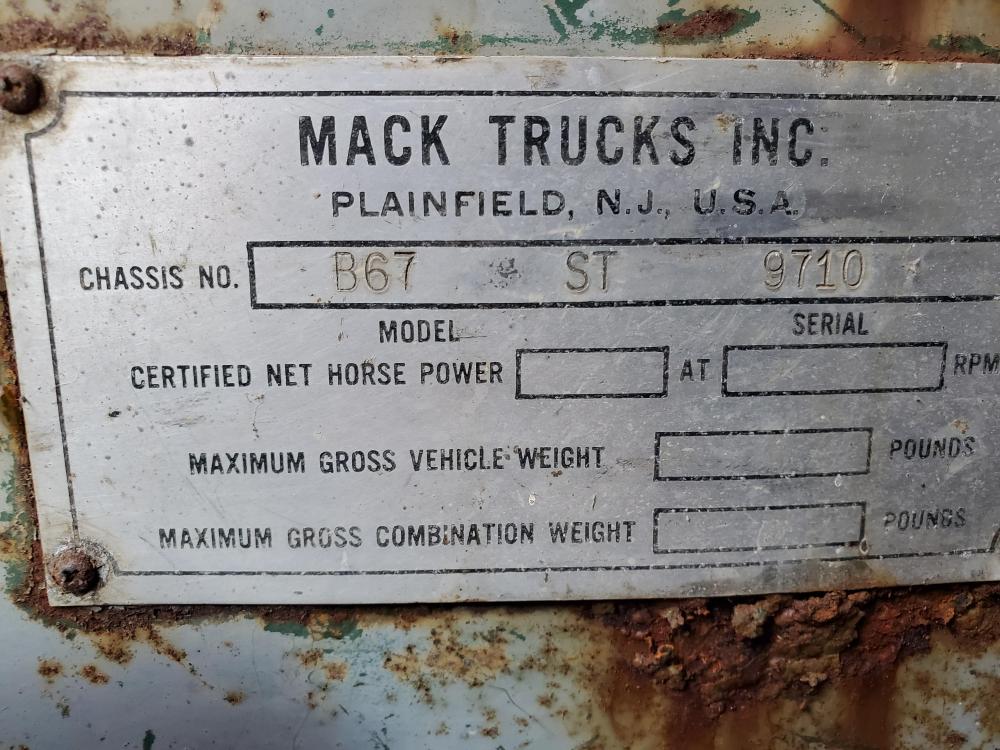 MACK TRUCKS INC.
PLAINFIELD, N.J., U.S.A.
CHASSIS NO. B67 ST 9710
MODEL SERIAL
CERTIFIED NET HORSE POWER AT RPM
MAXIMUM GROSS VEHICLE WEIGHT POUNDS
MAXIMUM GROSS COMBINATION WEIGHT POUNDS